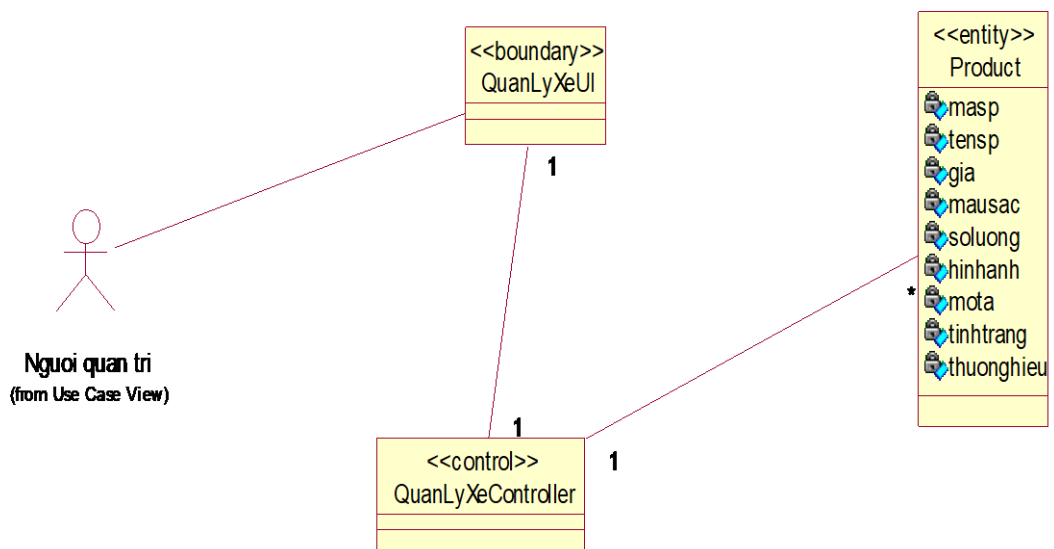 <<boundary>>
QuanLyXeUI
1
<<entity>>
Product
masp
tensp
gia
mausac
soluong
hinhanh
mota
tinhtrang
thuonghieu
*
Nguoi quan tri
(from Use Case View)
1
<<control>>
QuanLyXeController
1